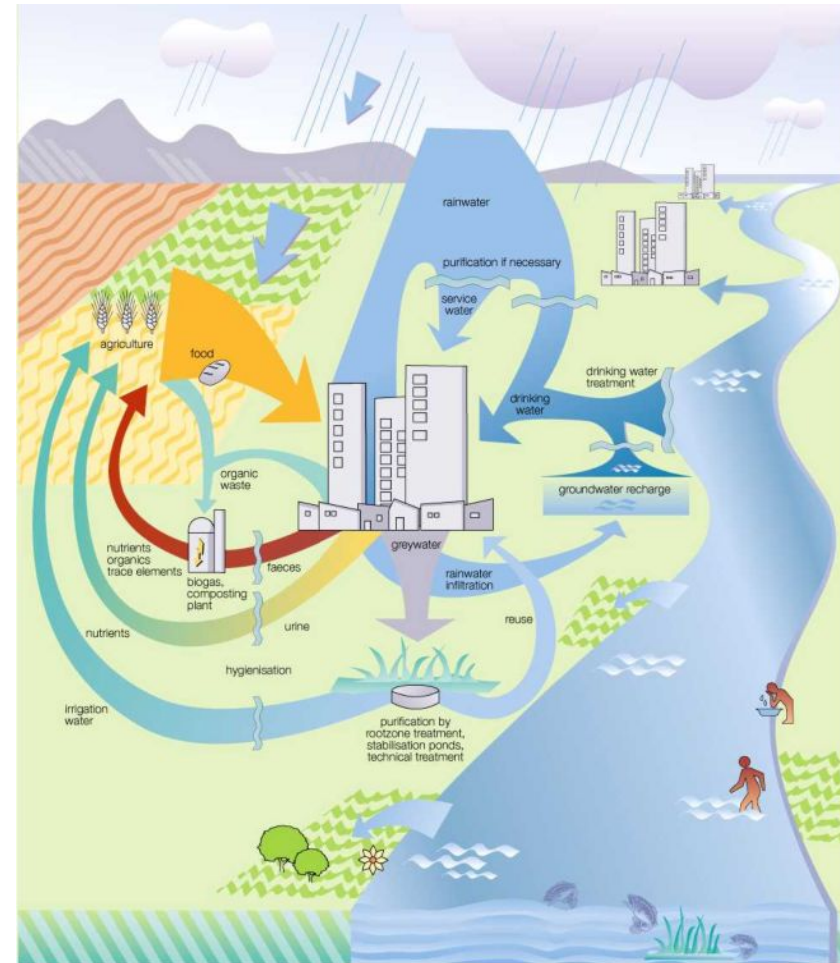 rainwater
purification if necessary
service
water
agriculture
food
drinking water
treatment
drinking
water
organic
waste
groundwater recharge
greywater
nutrients
organics
trace elements
biogas,
composting
plant
faeces
rainwater
infiltration
reuse
nutrients
urine
hygienisation
irrigation
water
purification by
rootzone treatment,
stabilisation ponds,
technical treatment